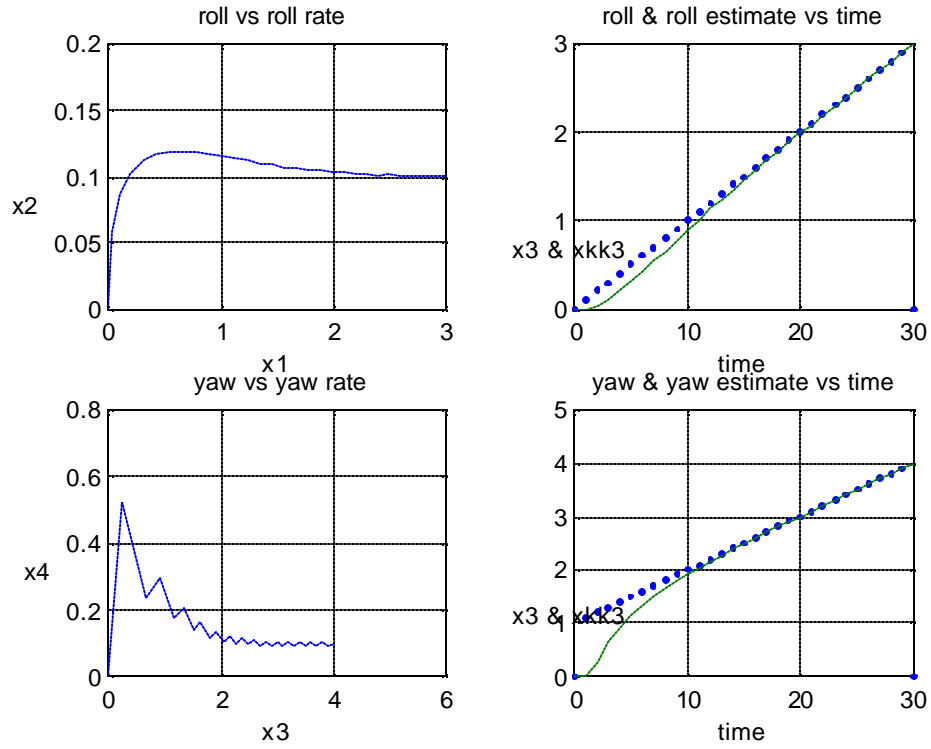 roll vs roll rate
0.2
0.15
0.1
0.05
0
x2
0 1 2 3
x1
roll & roll estimate vs time
3
2
1
0
x3 & xkk3
0 10 20 30
time
yaw vs yaw rate
0.8
0.6
0.4
0.2
0
x4
0 2 4 6
x3
yaw & yaw estimate vs time
5
4
3
2
1
0
x3 & xkk3
0 10 20 30
time